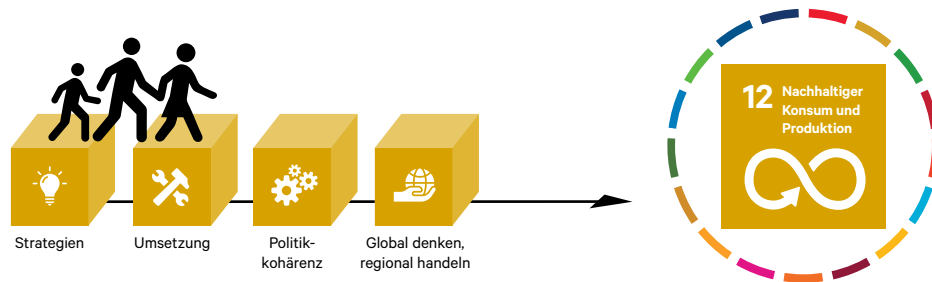 Strategien
Umsetzung
Politik-
kohärenz
Global denken,
regional handeln
12
Nachhaltiger
Konsum und
Produktion